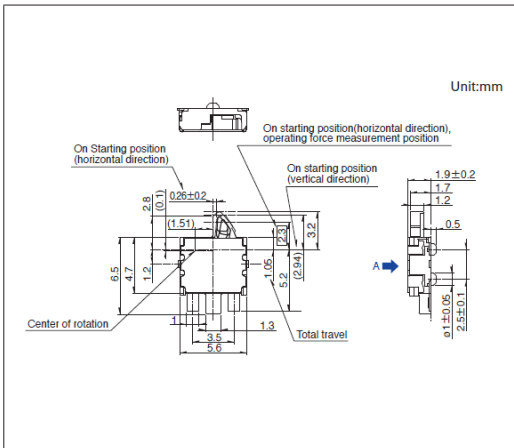 Unit:mm
On starting position(horizontal direction),
operating force measurement position
On Starting position
(horizontal direction)
On starting position
(vertical direction)
0.26±0.2
2.8
(0.1)
(1.51)
2.3
3.2
(2.94)
1.05
5.2
6.5
4.7
1.2
Center of rotation
1
1.3
3.5
5.6
Total travel
1.9±0.2
1.7
1.2
0.5
A
ø1±0.05
2.5±0.1